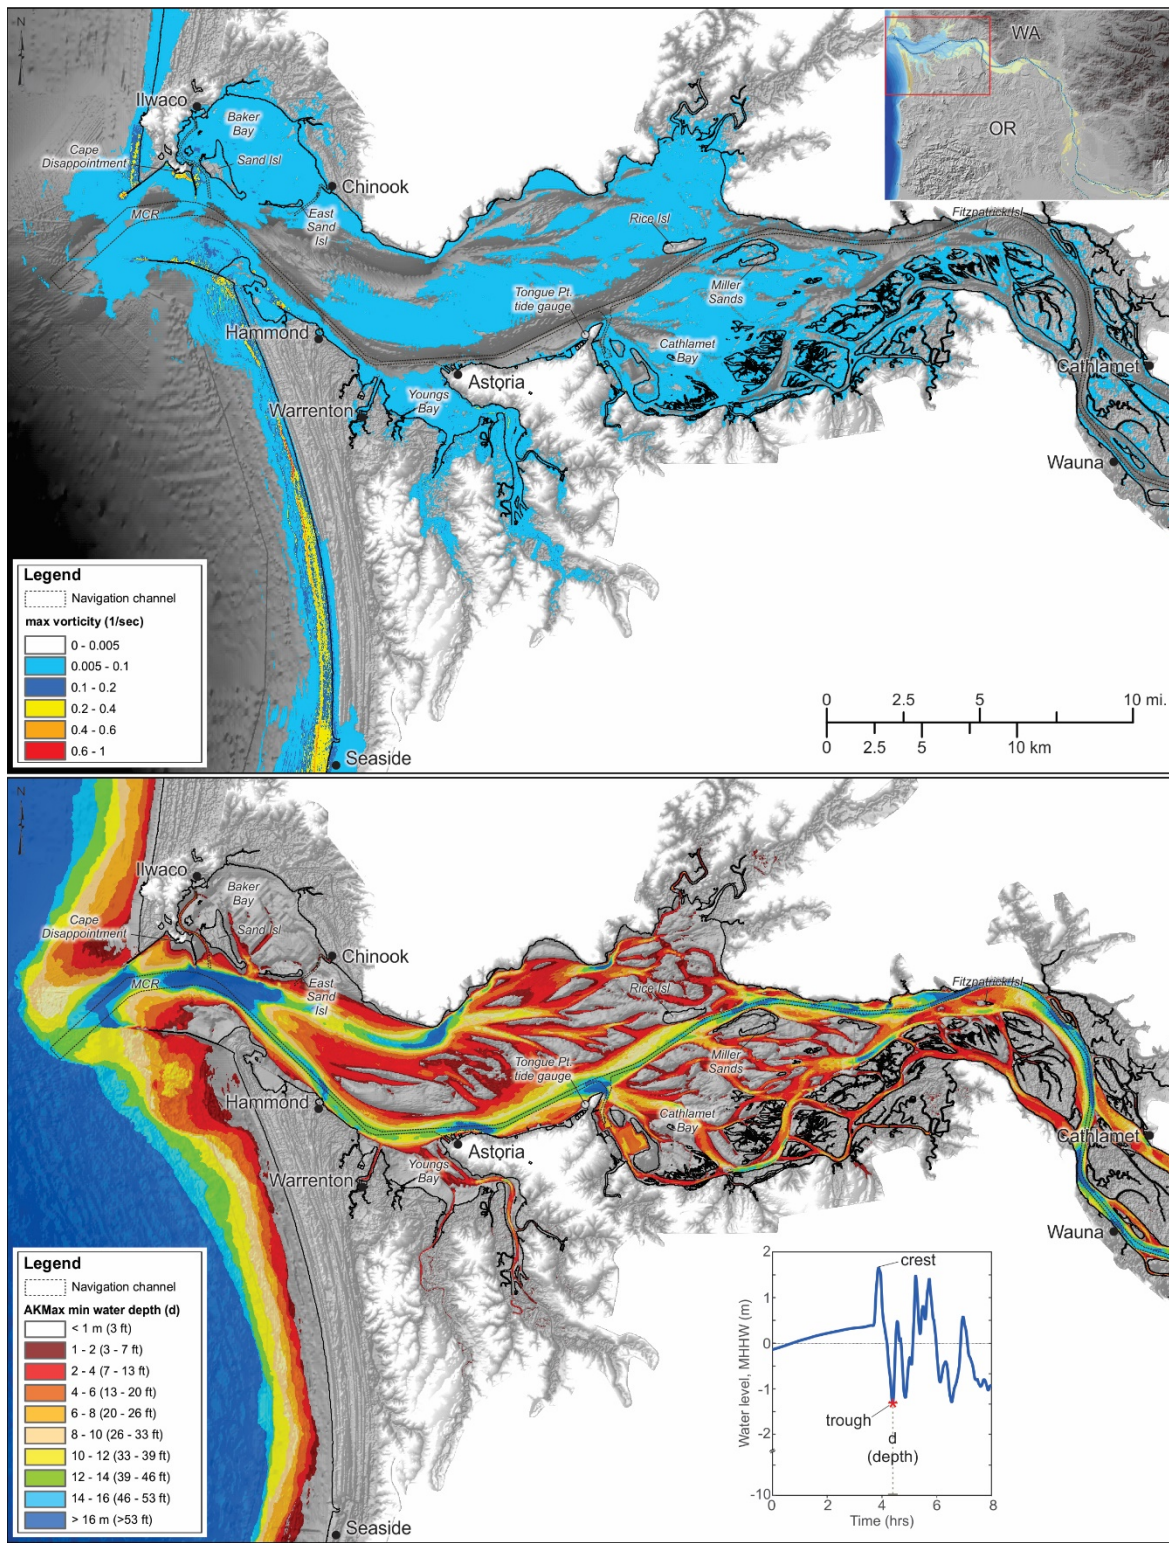 N
WA
OR
Ilwaco
Baker
Bay
Cape
Disappointment
Sand Isl
Chinook
MCR
East
Sand
Isl
Rice Isl
Fitzpatrick Isl
Tongue Pt.
tide gauge
Miller
Sands
Hammond
Cathlamet
Bay
Cathlamet
Astoria
Youngs
Bay
Warrenton
Wauna
Seaside
Legend
Navigation channel
max vorticity (1/sec)
0 - 0.005
0.005 - 0.1
0.1 - 0.2
0.2 - 0.4
0.4 - 0.6
0.6 - 1
0 2.5 5 10 mi.
0 2.5 5 10 km
N
Ilwaco
Baker
Bay
Cape
Disappointment
Sand Isl
Chinook
MCR
East
Sand
Isl
Rice Isl
Fitzpatrick Isl
Tongue Pt.
tide gauge
Miller
Sands
Hammond
Cathlamet
Bay
Cathlamet
Astoria
Youngs
Bay
Warrenton
Wauna
Seaside
Legend
Navigation channel
AKMax min water depth (d)
< 1 m (3 ft)
1 - 2 (3 - 7 ft)
2 - 4 (7 - 13 ft)
4 - 6 (13 - 20 ft)
6 - 8 (20 - 26 ft)
8 - 10 (26 - 33 ft)
10 - 12 (33 - 39 ft)
12 - 14 (39 - 46 ft)
14 - 16 (46 - 53 ft)
> 16 m (>53 ft)
Water level, MHHW (m)
2
1
0
-1
-2
-10
crest
trough
d
(depth)
0 2 4 6 8
Time (hrs)